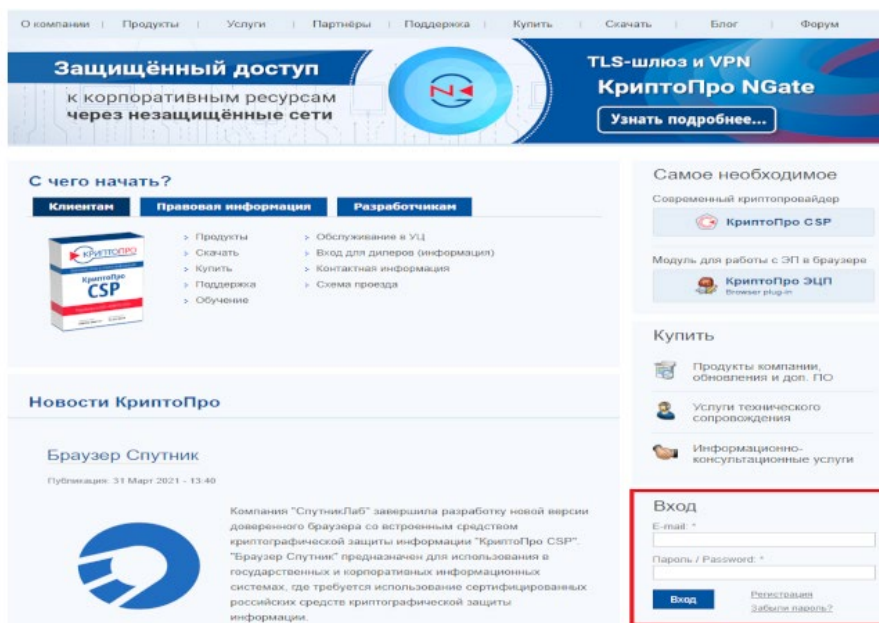 О компании | Продукты | Услуги | Партнёры | Поддержка | Купить | Скачать | Блог | Форум
Защищённый доступ
к корпоративным ресурсам
через незащищённые сети
TLS-шлюз и VPN
КриптоПро NGate
Узнать подробнее...
С чего начать?
Клиентам
Правовая информация
Разработчикам
КРИПТОПРО
КриптоПро
CSP
Продукты
Скачать
Купить
Поддержка
Обучение
Обслуживание в УЦ
Вход для дилеров (информация)
Контактная информация
Схема проезда
Новости КриптоПро
Браузер Спутник
Публикация: 31 Март 2021 - 13:40
Компания "СпутникЛаб" завершила разработку новой версии
доверенного браузера со встроенным средством
криптографической защиты информации "КриптоПро CSP".
"Браузер Спутник" предназначен для использования в
государственных и корпоративных информационных
системах, где требуется использование сертифицированных
российских средств криптографической защиты
информации.
Самое необходимое
Современный криптопровайдер
КриптоПро CSP
Модуль для работы с ЭП в браузере
КриптоПро ЭЦП
Browser plug-in
Купить
Продукты компании,
обновления и доп. ПО
Услуги технического
сопровождения
Информационно-
консультационные услуги
Вход
E-mail: *
Пароль / Password: *
Вход
Регистрация
Забыли пароль?